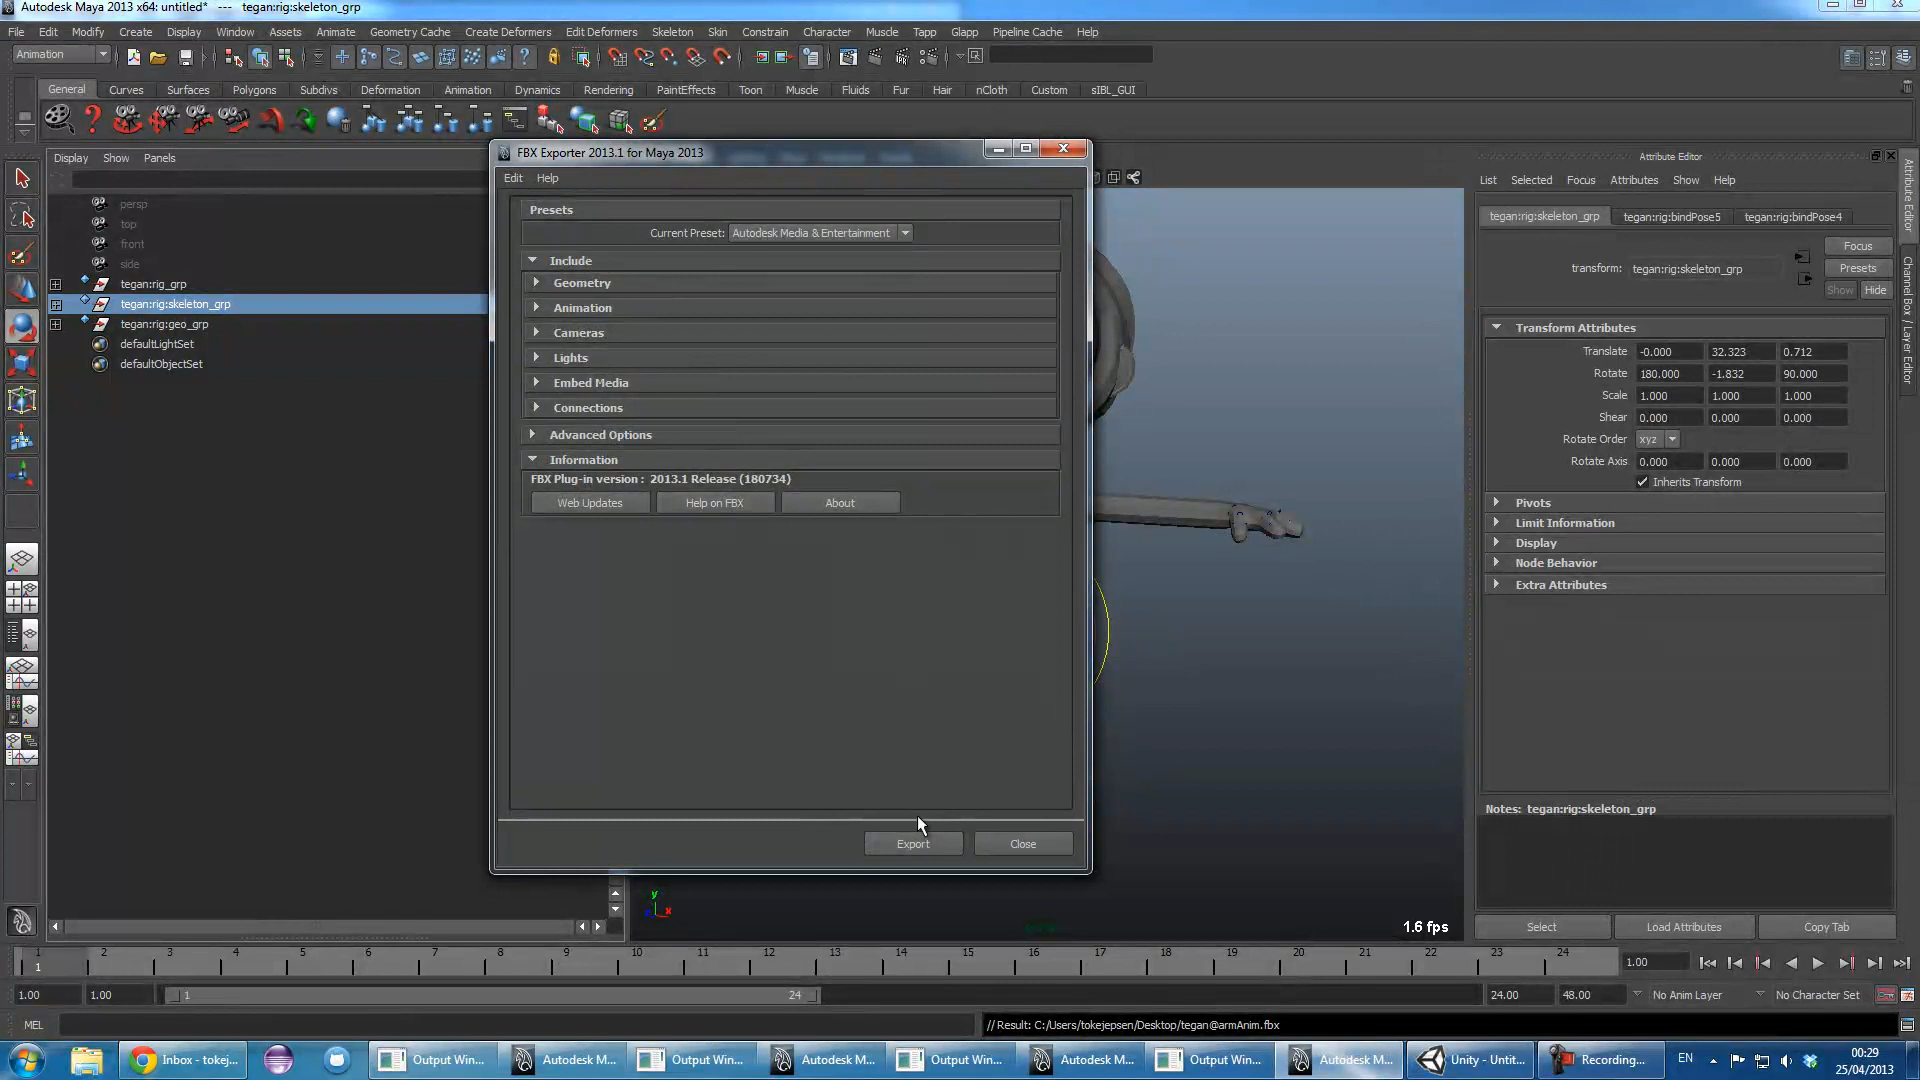 Autodesk Maya 2013 x64: untitled* --- tegan:rig:skeleton_grp
File Edit Modify Create Display Window Assets Animate Geometry Cache Create Deformers Edit Deformers Skeleton Skin Constrain Character Muscle Tapp Glapp Pipeline Cache Help
Animation
General Curves Surfaces Subdivs Polygons Deformation Animation Dynamics Rendering PaintEffects Toon Muscle Fluids Fur Hair nCloth Custom sIBL_GUI
Display Show Panels
persp
top
front
side
tegan:rig_grp
tegan:rig:skeleton_grp
tegan:rig:geo_grp
defaultLightSet
defaultObjectSet
FBX Exporter 2013.1 for Maya 2013
Edit Help
Presets
Current Preset: Autodesk Media & Entertainment
Include
Geometry
Animation
Cameras
Lights
Embed Media
Connections
Advanced Options
Information
FBX Plug-in version : 2013.1 Release (180734)
Web Updates Help on FBX About
Export Close
y
x
1.6 fps
Attribute Editor
List Selected Focus Attributes Show Help
tegan:rig:skeleton_grp tegan:rig:bindPose5 tegan:rig:bindPose4
Focus
transform: tegan:rig:skeleton_grp Presets
Show Hide
Transform Attributes
Translate -0.000 32.323 0.712
Rotate 180.000 -1.832 90.000
Scale 1.000 1.000 1.000
Shear 0.000 0.000 0.000
Rotate Order xyz
Rotate Axis 0.000 0.000 0.000
Inherits Transform
Pivots
Limit Information
Display
Node Behavior
Extra Attributes
Notes: tegan:rig:skeleton_grp
Select Load Attributes Copy Tab
Attribute Editor
Channel Box / Layer Editor
1 2 3 4 5 6 7 8 9 10 11 12 13 14 15 16 17 18 19 20 21 22 23 24
1 1.00
1.00 1.00 1 24 24.00 48.00 No Anim Layer No Character Set
MEL // Result: C:/Users/tokejepsen/Desktop/tegan@armAnim.fbx
Inbox - tokej... Output Win... Autodesk M... Output Win... Autodesk M... Output Win... Autodesk M... Output Win... Autodesk M... Unity - Untit... Recording... EN 00:29
25/04/2013